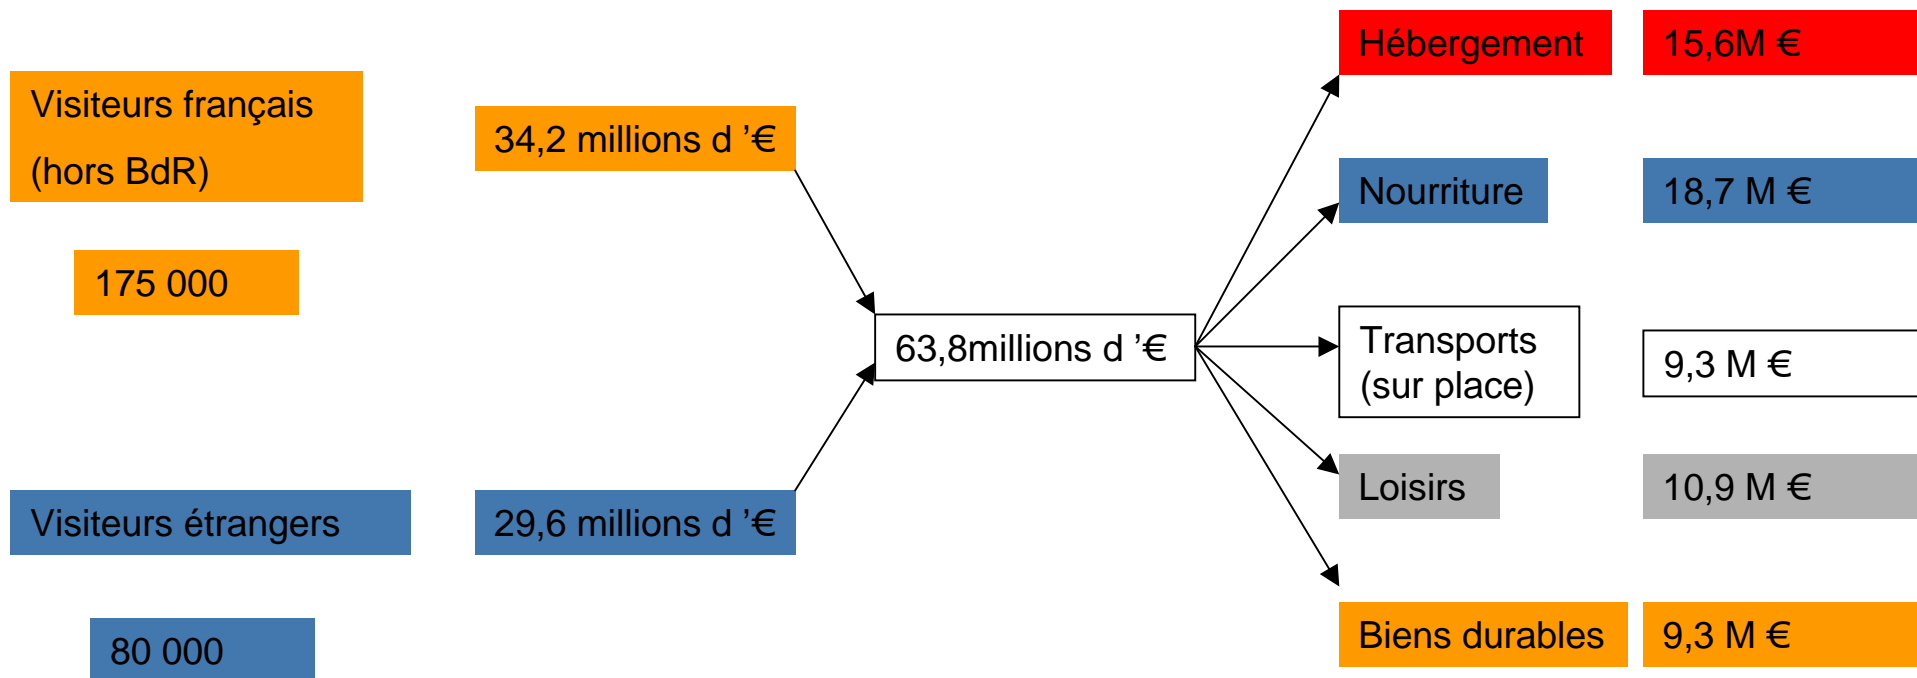 Visiteurs français
(hors BdR)
175 000
34,2 millions d ’€
Visiteurs étrangers
80 000
29,6 millions d ’€
63,8millions d ’€
Hébergement
15,6M €
Nourriture
18,7 M €
Transports
(sur place)
9,3 M €
Loisirs
10,9 M €
Biens durables
9,3 M €